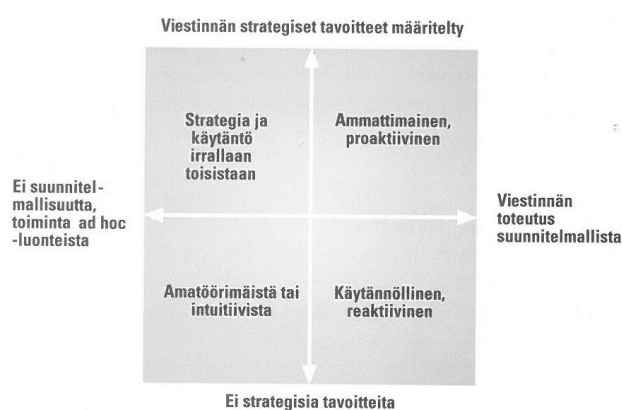 Viestinnän strategiset tavoitteet määritelty
Strategia ja
käytäntö
irrallaan
toisistaan
Ammattimainen,
proaktiivinen
Ei suunnitel-
mallisuutta,
toiminta ad hoc
-luonteista
Viestinnän
toteutus
suunnitelmallista
Amatöörimäistä tai
intuitiivista
Käytännöllinen,
reaktiivinen
Ei strategisia tavoitteita